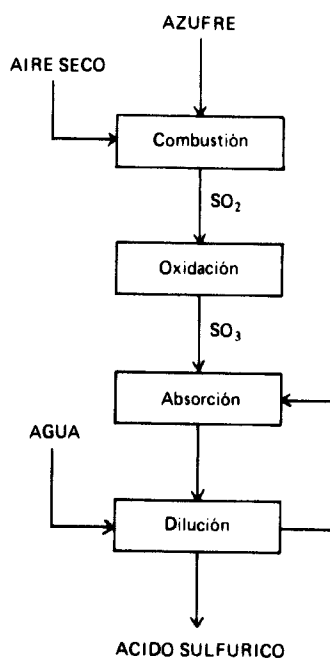 AZUFRE
AIRE SECO
Combustión
SO₂
Oxidación
SO₃
Absorción
AGUA
Dilución
ACIDO SULFURICO